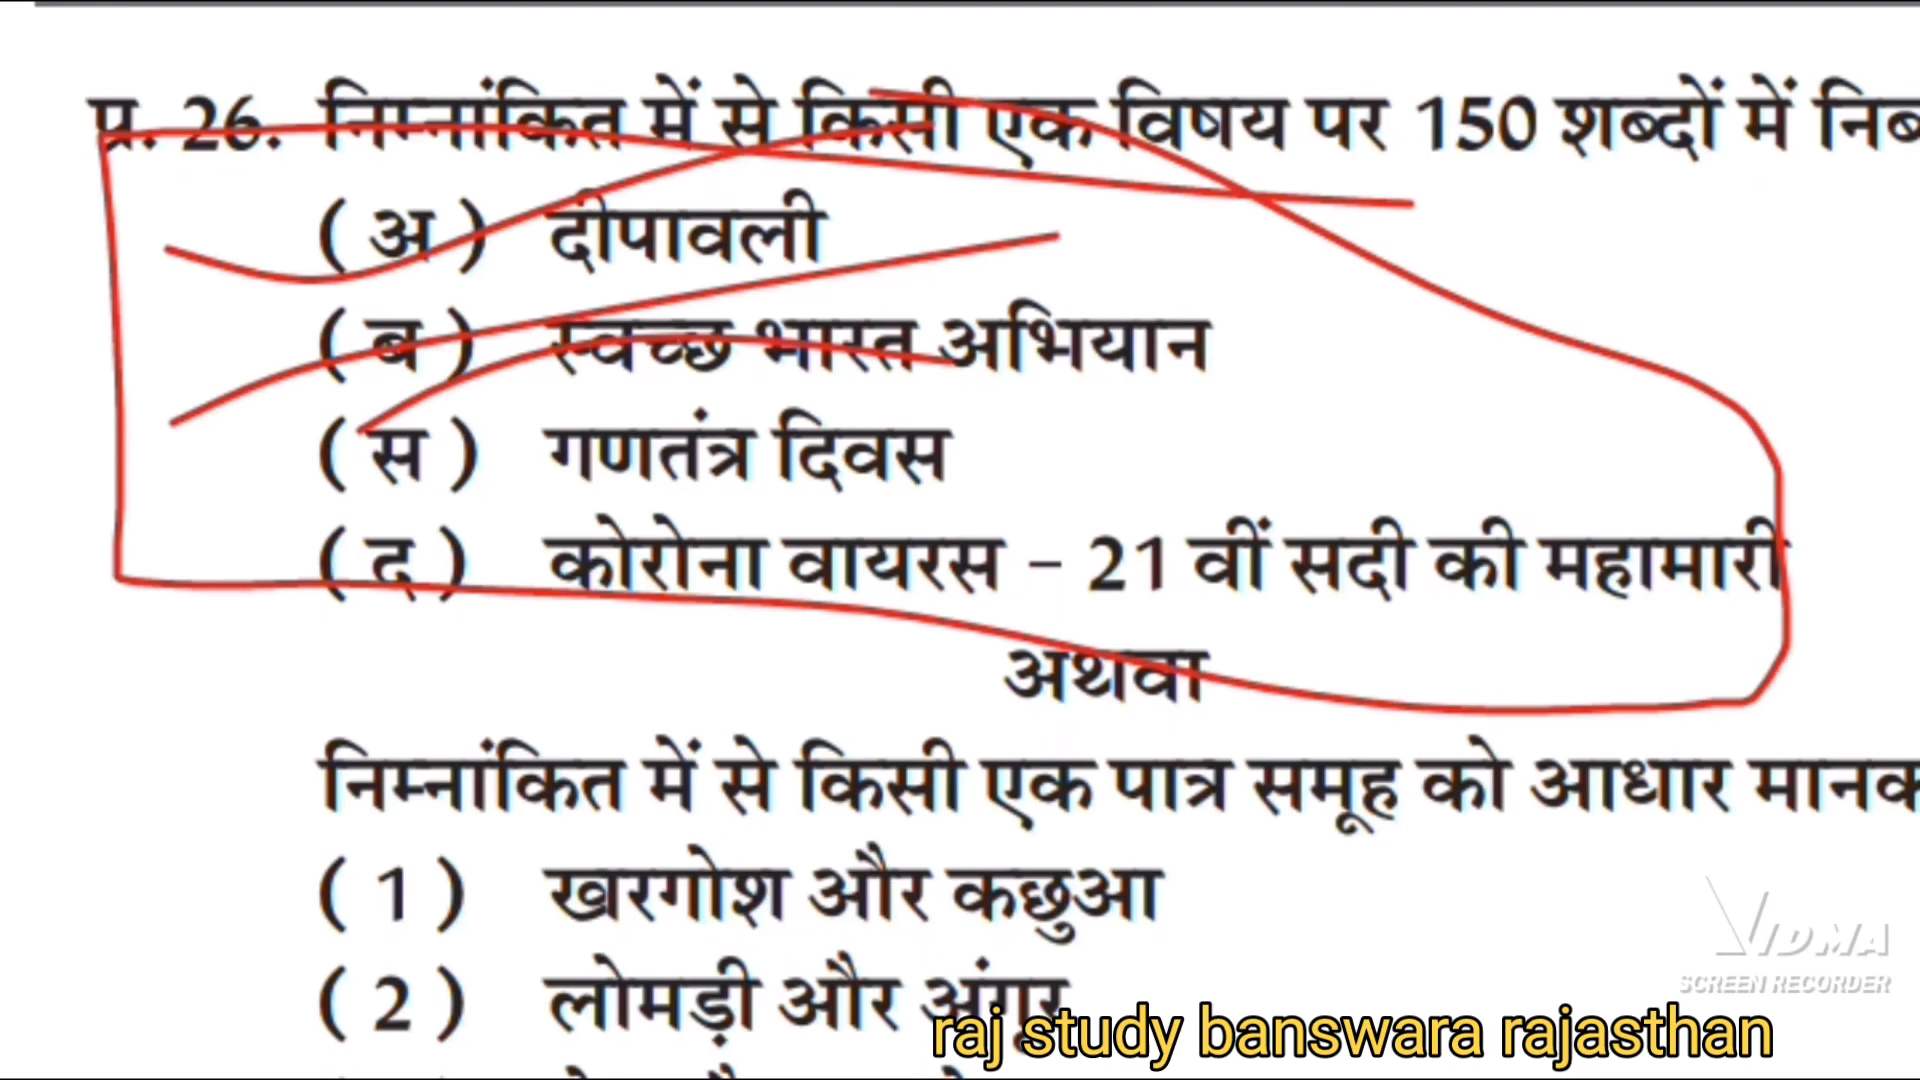 प्र. 26. निम्नांकित में से किसी एक विषय पर 150 शब्दों में निब
( अ ) दीपावली
( ब ) स्वच्छ भारत अभियान
( स ) गणतंत्र दिवस
( द ) कोरोना वायरस – 21 वीं सदी की महामारी
अथवा
निम्नांकित में से किसी एक पात्र समूह को आधार मानक
( 1 ) खरगोश और कछुआ
( 2 ) लोमड़ी और अंगूर
VIDMA
SCREEN RECORDER
raj study banswara rajasthan